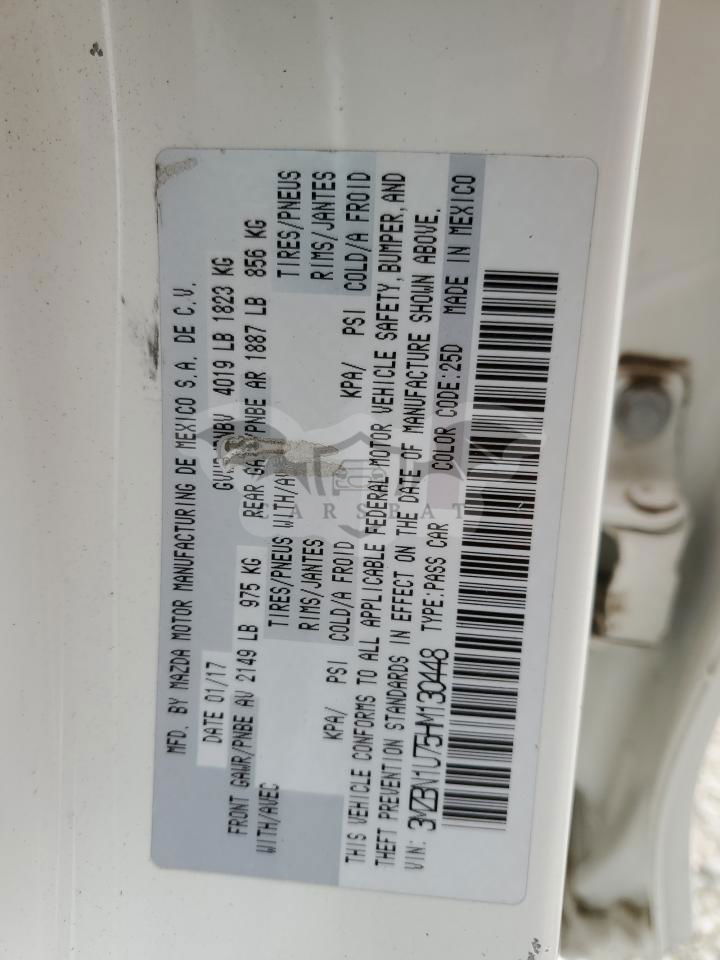 MFD. BY MAZDA MOTOR MANUFACTURING DE MEXICO S.A. DE C.V.
DATE 01/17 4019 LB 1823 KG
FRONT GAWR/PNBE AV 2149 LB 975 KG REAR PNBE AR 1887 LB 856 KG
WITH/AVEC TIRES/PNEUS WITH/ TIRES/PNEUS
RIMS/JANTES RIMS/JANTES
KPA/ PSI COLD/A FROID KPA/ PSI COLD/A FROID
THIS VEHICLE CONFORMS TO ALL APPLICABLE FEDERAL MOTOR VEHICLE SAFETY, BUMPER, AND
THEFT PREVENTION STANDARDS IN EFFECT ON THE DATE OF MANUFACTURE SHOWN ABOVE.
VIN: 3MZBN1U75HM130448 TYPE:PASS CAR COLOR CODE:25D MADE IN MEXICO
CARSBAT